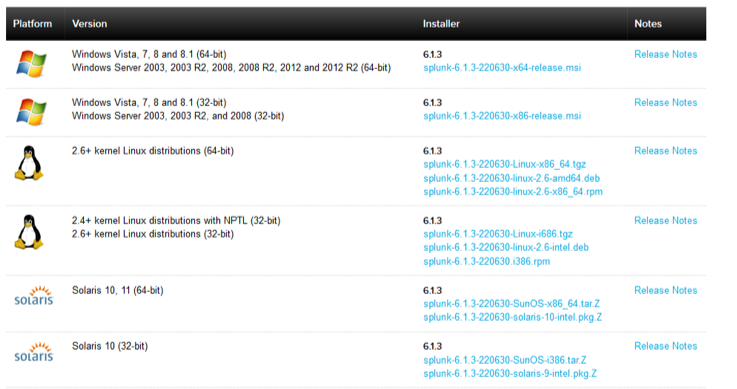 Platform Version Installer Notes
Windows Vista, 7, 8 and 8.1 (64-bit) 6.1.3 Release Notes
Windows Server 2003, 2003 R2, 2008, 2008 R2, 2012 and 2012 R2 (64-bit) splunk-6.1.3-220630-x64-release.msi
Windows Vista, 7, 8 and 8.1 (32-bit) 6.1.3 Release Notes
Windows Server 2003, 2003 R2, and 2008 (32-bit) splunk-6.1.3-220630-x86-release.msi
2.6+ kernel Linux distributions (64-bit) 6.1.3 Release Notes
splunk-6.1.3-220630-Linux-x86_64.tgz
splunk-6.1.3-220630-linux-2.6-amd64.deb
splunk-6.1.3-220630-linux-2.6-x86_64.rpm
2.4+ kernel Linux distributions with NPTL (32-bit) 6.1.3 Release Notes
2.6+ kernel Linux distributions (32-bit) splunk-6.1.3-220630-Linux-i686.tgz
splunk-6.1.3-220630-linux-2.6-intel.deb
splunk-6.1.3-220630.i386.rpm
solaris Solaris 10, 11 (64-bit) 6.1.3 Release Notes
splunk-6.1.3-220630-SunOS-x86_64.tar.Z
splunk-6.1.3-220630-solaris-10-intel.pkg.Z
solaris Solaris 10 (32-bit) 6.1.3 Release Notes
splunk-6.1.3-220630-SunOS-i386.tar.Z
splunk-6.1.3-220630-solaris-9-intel.pkg.Z